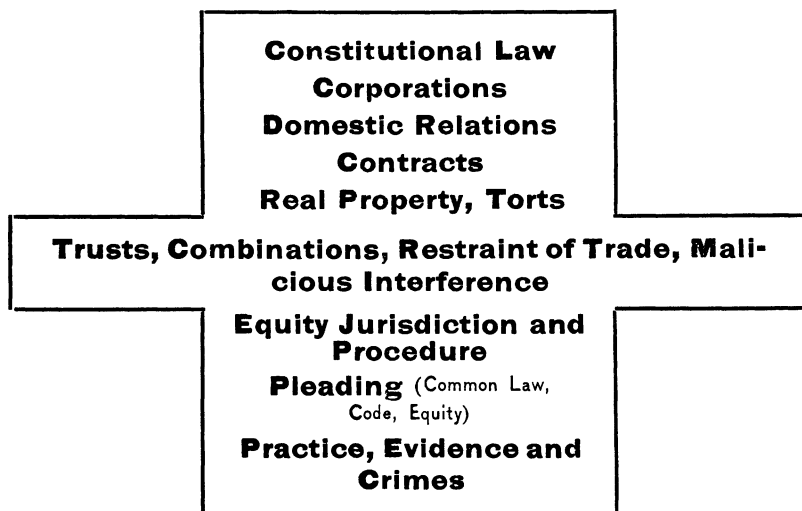 Constitutional Law
Corporations
Domestic Relations
Contracts
Real Property, Torts
Trusts, Combinations, Restraint of Trade, Mali-
cious Interference
Equity Jurisdiction and
Procedure
Pleading (Common Law,
Code, Equity)
Practice, Evidence and
Crimes